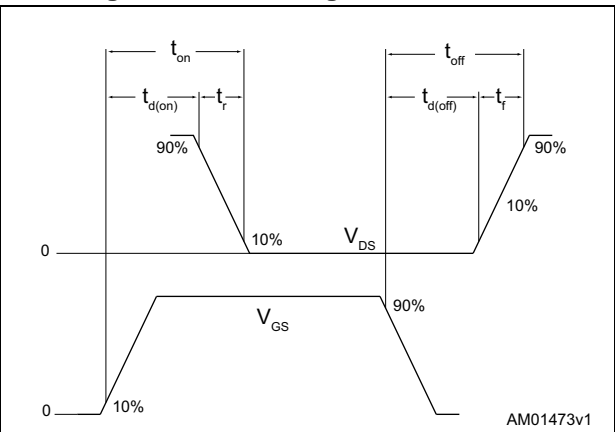 t_on t_off
t_d(on) t_r t_d(off) t_f
90% 90%
10%
0 10% V_DS
90%
V_GS
0 10%
AM01473v1